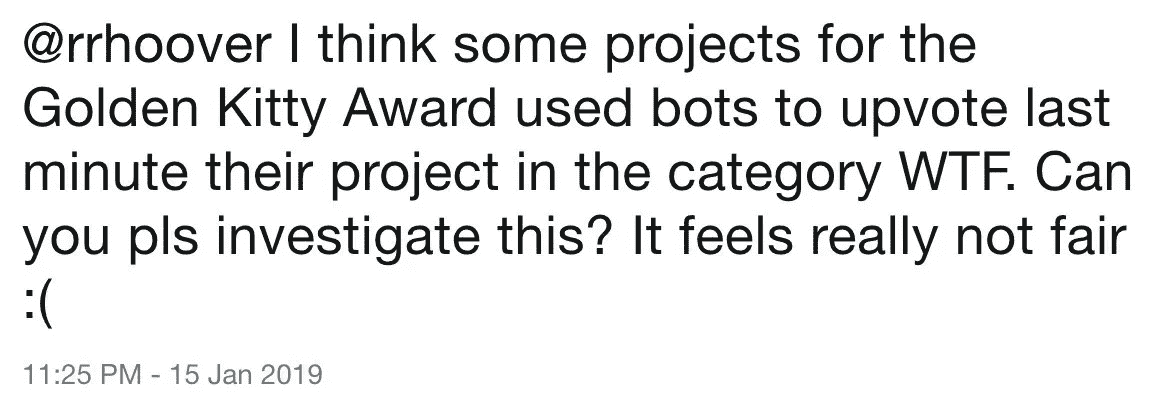 @rrhoover I think some projects for the
Golden Kitty Award used bots to upvote last
minute their project in the category WTF. Can
you pls investigate this? It feels really not fair
:(
11:25 PM - 15 Jan 2019